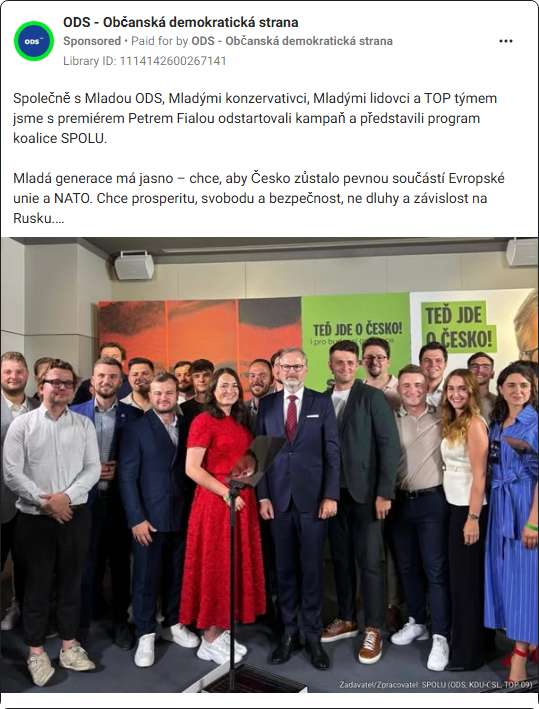 ODS - Občanská demokratická strana
Sponsored • Paid for by ODS - Občanská demokratická strana
Library ID: 1114142600267141
Společně s Mladou ODS, Mladými konzervativci, Mladými lidovci a TOP týmem
jsme s premiérem Petrem Fialou odstartovali kampaň a představili program
koalice SPOLU.
Mladá generace má jasno – chce, aby Česko zůstalo pevnou součástí Evropské
unie a NATO. Chce prosperitu, svobodu a bezpečnost, ne dluhy a závislost na
Rusku....
TEĎ JDE O ČESKO!
i pro bu
TEĎ JDE
O ČESKO!
Zadavatel/Zpracovatel: SPOLU (ODS, KDU-ČSL, TOP 09)